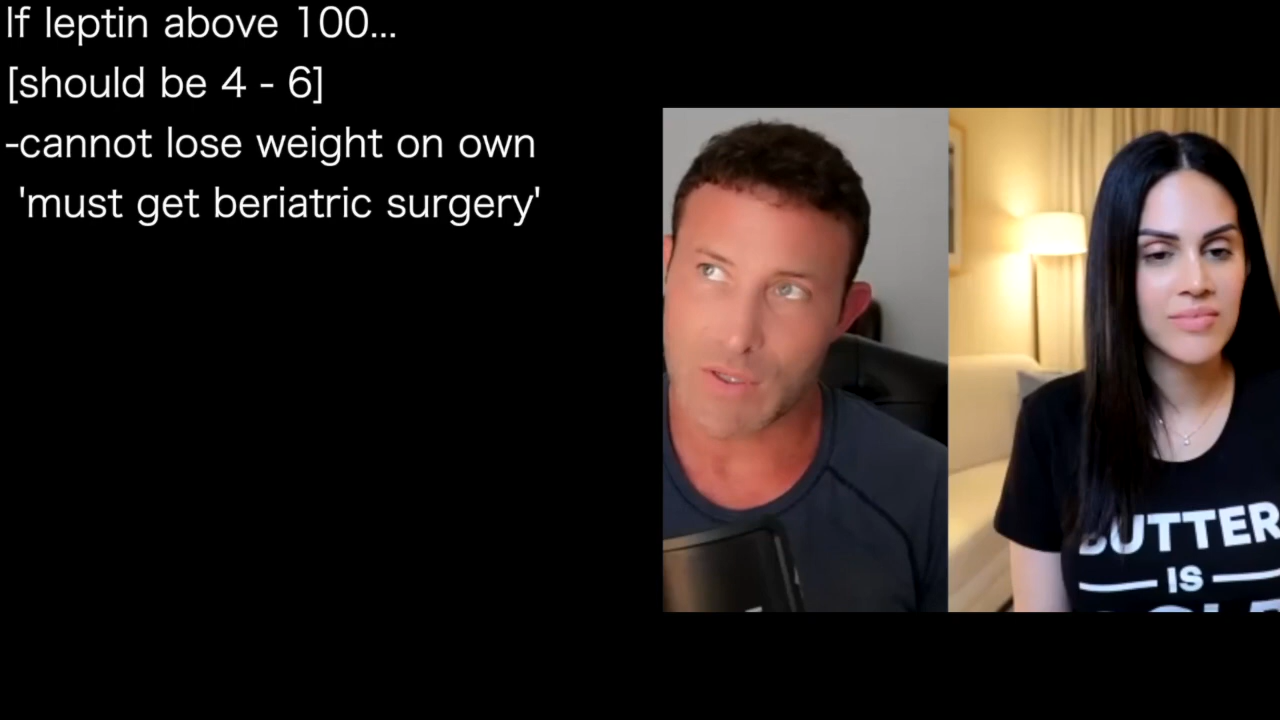 If leptin above 100...
[should be 4 - 6]
-cannot lose weight on own
'must get beriatric surgery'
BUTTER
IS